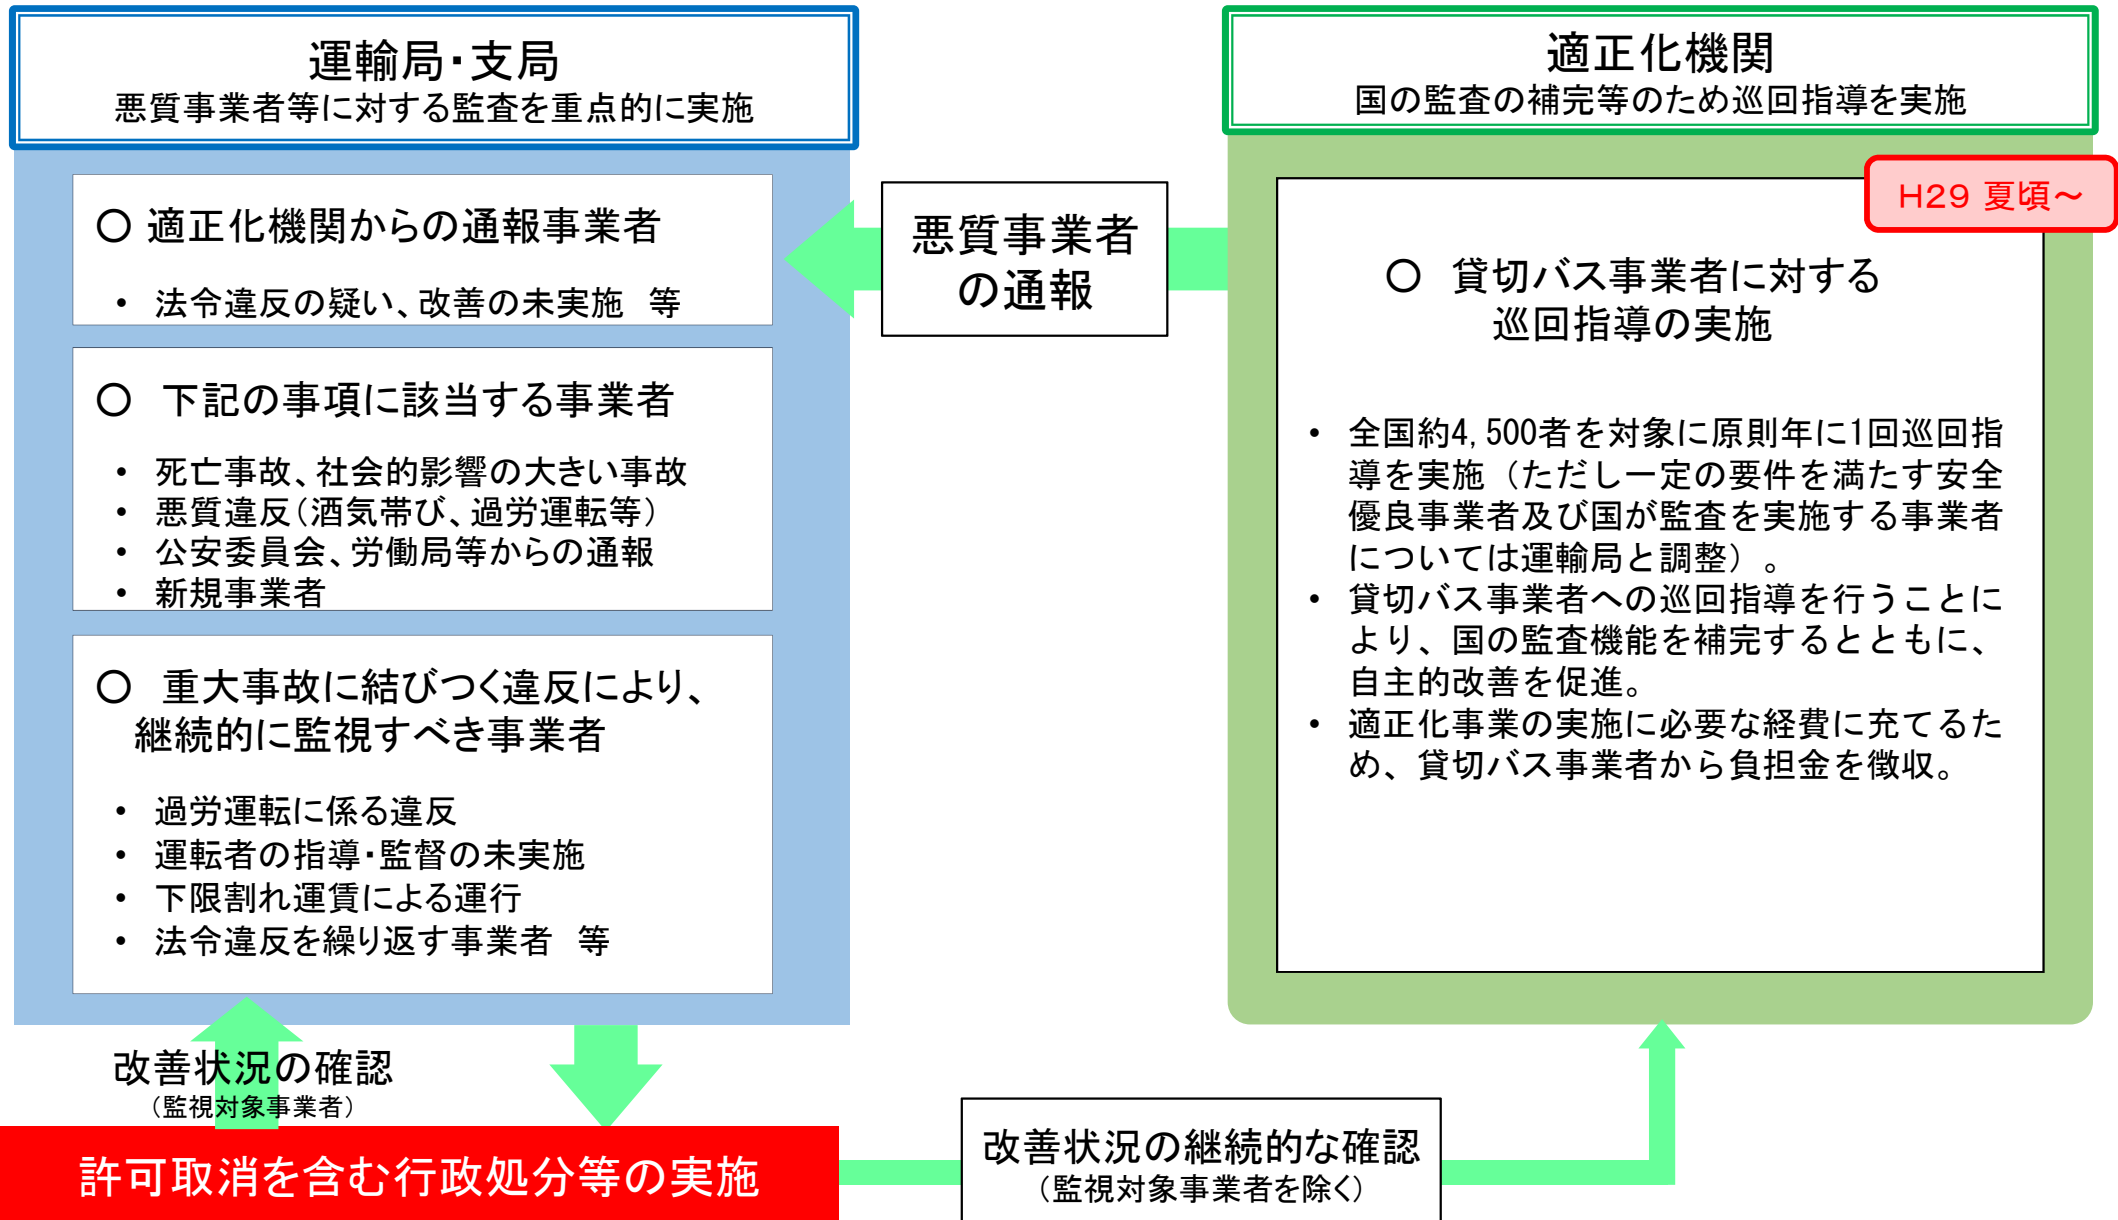 運輸局・支局
悪質事業者等に対する監査を重点的に実施
○ 適正化機関からの通報事業者
・ 法令違反の疑い、改善の未実施 等
○ 下記の事項に該当する事業者
・ 死亡事故、社会的影響の大きい事故
・ 悪質違反(酒気帯び、過労運転等)
・ 公安委員会、労働局等からの通報
・ 新規事業者
○ 重大事故に結びつく違反により、
継続的に監視すべき事業者
・ 過労運転に係る違反
・ 運転者の指導・監督の未実施
・ 下限割れ運賃による運行
・ 法令違反を繰り返す事業者 等
悪質事業者
の通報
適正化機関
国の監査の補完等のため巡回指導を実施
H29 夏頃～
○ 貸切バス事業者に対する
巡回指導の実施
・ 全国約4,500者を対象に原則年に1回巡回指
導を実施（ただし一定の要件を満たす安全
優良事業者及び国が監査を実施する事業者
については運輸局と調整）。
・ 貸切バス事業者への巡回指導を行うことに
より、国の監査機能を補完するとともに、
自主的改善を促進。
・ 適正化事業の実施に必要な経費に充てるた
め、貸切バス事業者から負担金を徴収。
改善状況の確認
(監視対象事業者)
許可取消を含む行政処分等の実施
改善状況の継続的な確認
(監視対象事業者を除く)